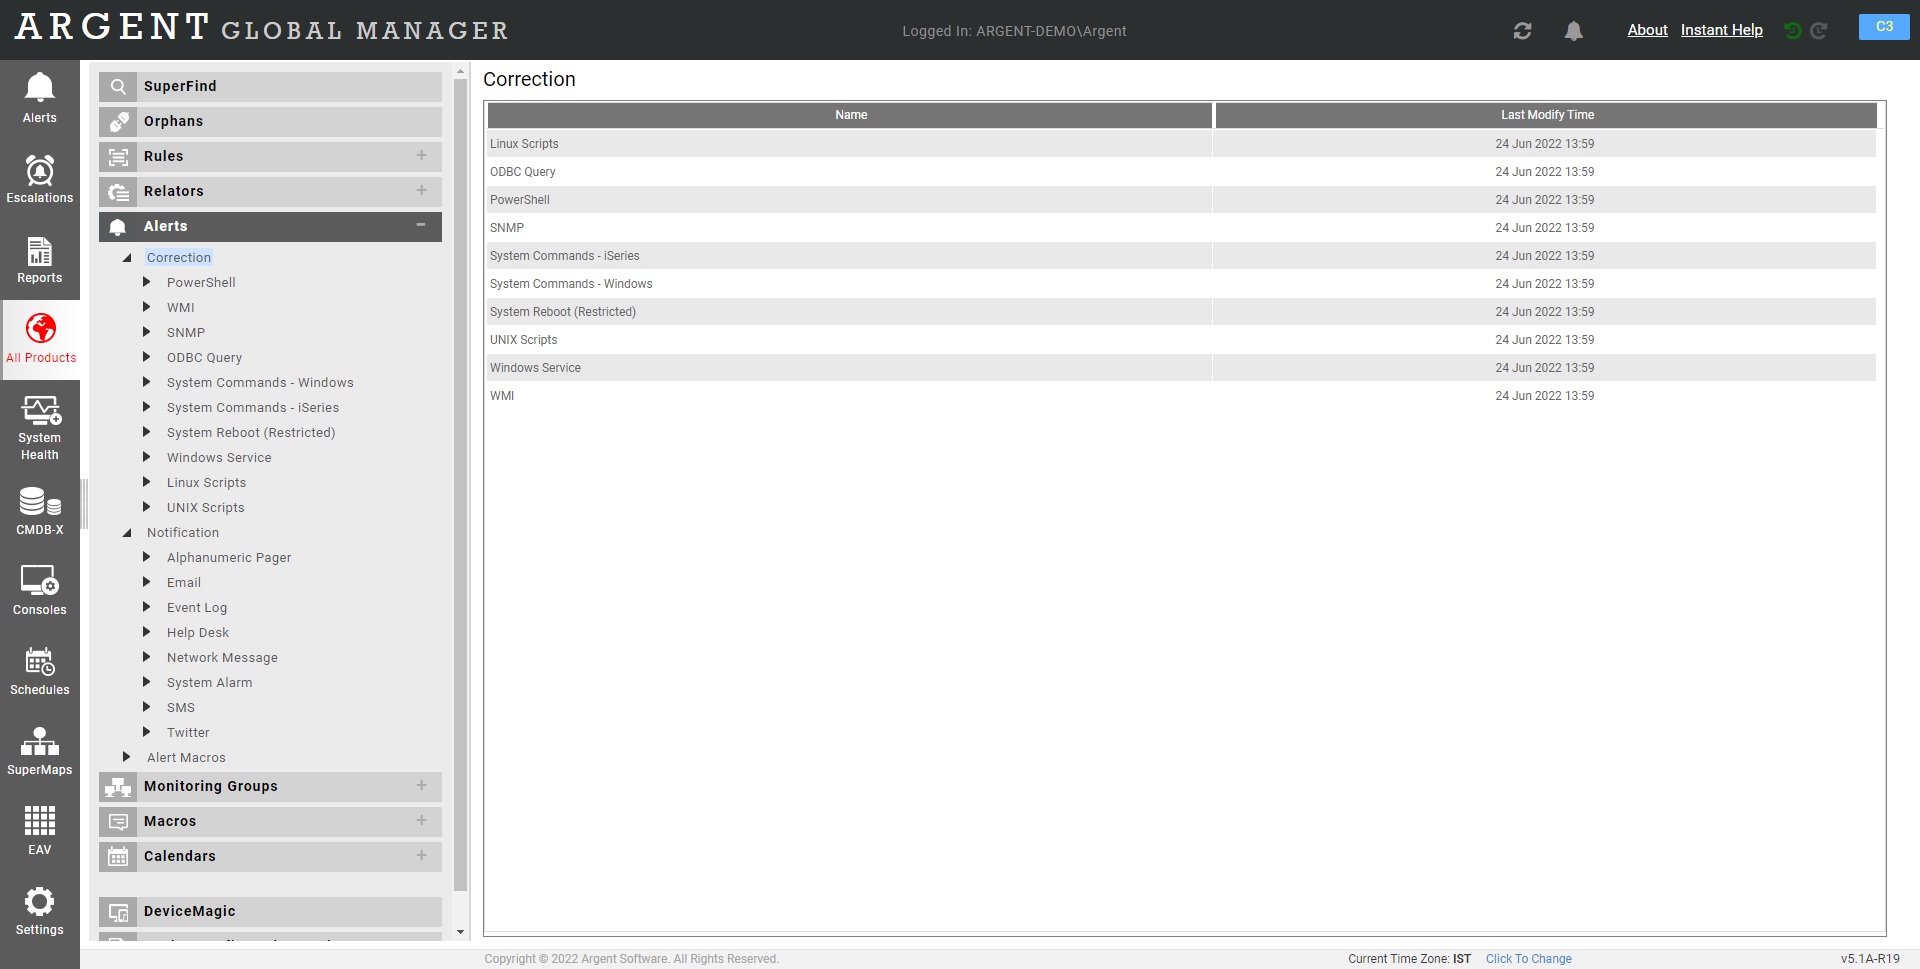 ARGENT GLOBAL MANAGER
Logged In: ARGENT-DEMO\Argent
About Instant Help
C3
Alerts
Escalations
Reports
All Products
System
Health
CMDB-X
Consoles
Schedules
SuperMaps
EAV
Settings
SuperFind
Orphans
Rules +
Relators +
Alerts −
Correction
PowerShell
WMI
SNMP
ODBC Query
System Commands - Windows
System Commands - iSeries
System Reboot (Restricted)
Windows Service
Linux Scripts
UNIX Scripts
Notification
Alphanumeric Pager
Email
Event Log
Help Desk
Network Message
System Alarm
SMS
Twitter
Alert Macros
Monitoring Groups +
Macros +
Calendars +
DeviceMagic
Correction
Name Last Modify Time
Linux Scripts 24 Jun 2022 13:59
ODBC Query 24 Jun 2022 13:59
PowerShell 24 Jun 2022 13:59
SNMP 24 Jun 2022 13:59
System Commands - iSeries 24 Jun 2022 13:59
System Commands - Windows 24 Jun 2022 13:59
System Reboot (Restricted) 24 Jun 2022 13:59
UNIX Scripts 24 Jun 2022 13:59
Windows Service 24 Jun 2022 13:59
WMI 24 Jun 2022 13:59
Copyright © 2022 Argent Software. All Rights Reserved.
Current Time Zone: IST Click To Change
v5.1A-R19